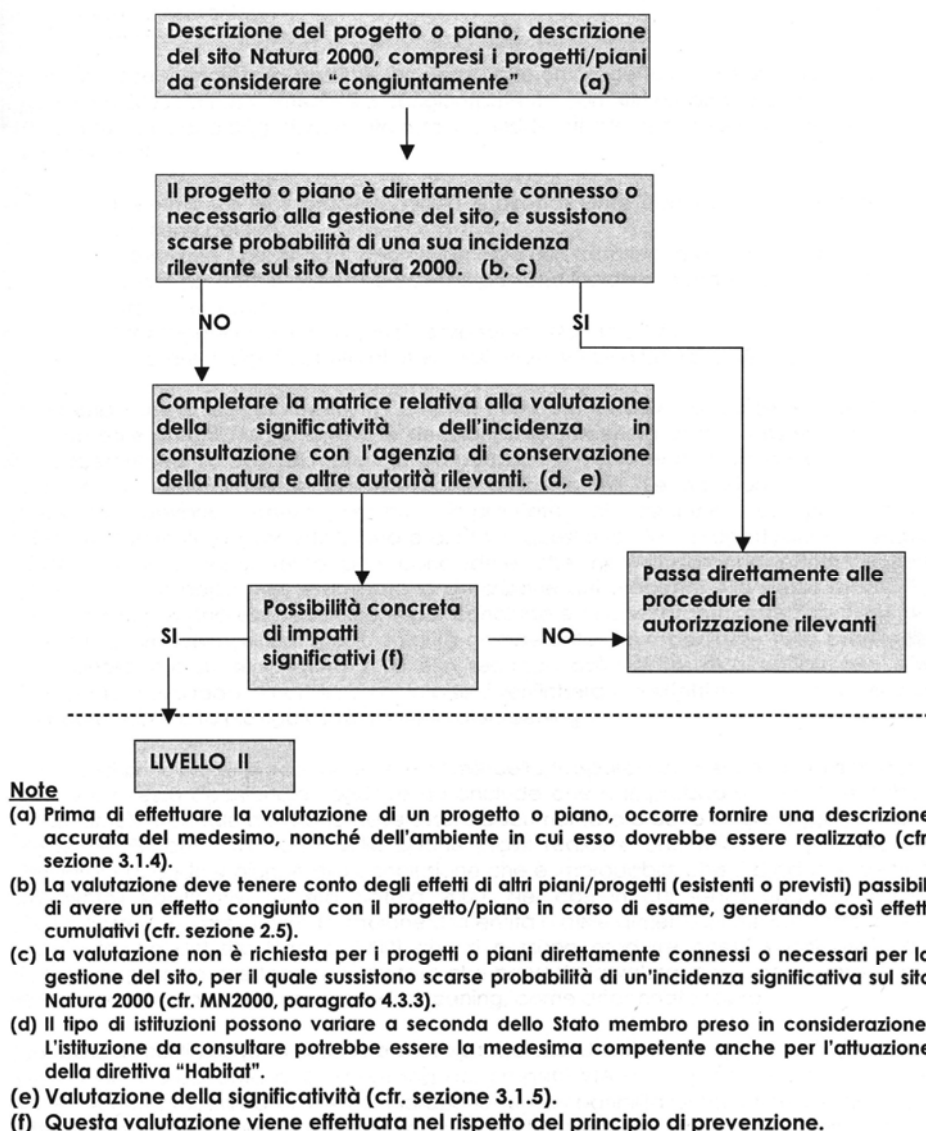 Descrizione del progetto o piano, descrizione
del sito Natura 2000, compresi i progetti/piani
da considerare “congiuntamente” (a)
Il progetto o piano è direttamente connesso o
necessario alla gestione del sito, e sussistono
scarse probabilità di una sua incidenza
rilevante sul sito Natura 2000. (b, c)
NO
SI
Completare la matrice relativa alla valutazione
della significatività dell’incidenza in
consultazione con l’agenzia di conservazione
della natura e altre autorità rilevanti. (d, e)
Possibilità concreta
di impatti
significativi (f)
SI
NO
Passa direttamente alle
procedure di
autorizzazione rilevanti
LIVELLO II
Note
(a) Prima di effettuare la valutazione di un progetto o piano, occorre fornire una descrizione
accurata del medesimo, nonché dell’ambiente in cui esso dovrebbe essere realizzato (cfr
sezione 3.1.4).
(b) La valutazione deve tenere conto degli effetti di altri piani/progetti (esistenti o previsti) passibil
di avere un effetto congiunto con il progetto/piano in corso di esame, generando così effett
cumulativi (cfr. sezione 2.5).
(c) La valutazione non è richiesta per i progetti o piani direttamente connessi o necessari per la
gestione del sito, per il quale sussistono scarse probabilità di un’incidenza significativa sul sito
Natura 2000 (cfr. MN2000, paragrafo 4.3.3).
(d) Il tipo di istituzioni possono variare a seconda dello Stato membro preso in considerazione
L’istituzione da consultare potrebbe essere la medesima competente anche per l’attuazione
della direttiva “Habitat”.
(e) Valutazione della significatività (cfr. sezione 3.1.5).
(f) Questa valutazione viene effettuata nel rispetto del principio di prevenzione.